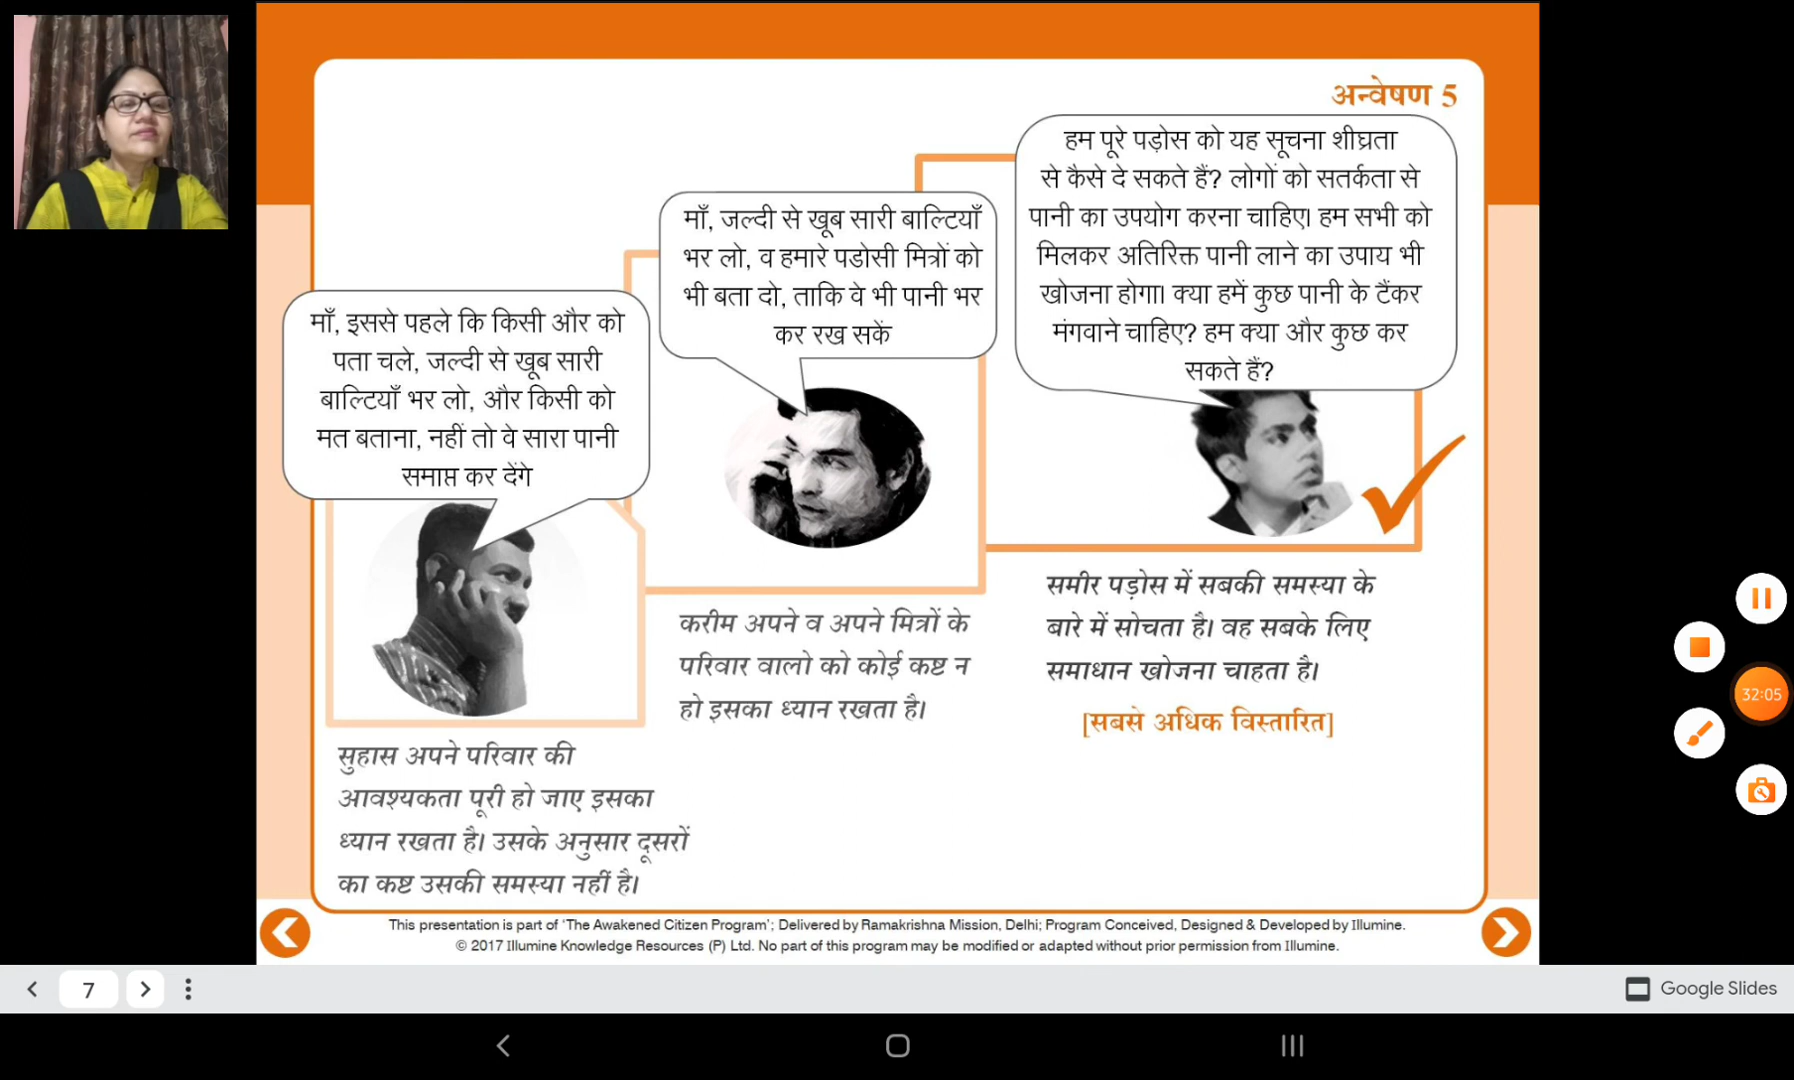 अन्वेषण 5
माँ, इससे पहले कि किसी और को
पता चले, जल्दी से खूब सारी
बाल्टियाँ भर लो, और किसी को
मत बताना, नहीं तो वे सारा पानी
समाप्त कर देंगे
माँ, जल्दी से खूब सारी बाल्टियाँ
भर लो, व हमारे पडोसी मित्रों को
भी बता दो, ताकि वे भी पानी भर
कर रख सकें
हम पूरे पड़ोस को यह सूचना शीघ्रता
से कैसे दे सकते हैं? लोगों को सतर्कता से
पानी का उपयोग करना चाहिए। हम सभी को
मिलकर अतिरिक्त पानी लाने का उपाय भी
खोजना होगा। क्या हमें कुछ पानी के टैंकर
मंगवाने चाहिए? हम क्या और कुछ कर
सकते हैं?
सुहास अपने परिवार की
आवश्यकता पूरी हो जाए इसका
ध्यान रखता है। उसके अनुसार दूसरों
का कष्ट उसकी समस्या नहीं है।
करीम अपने व अपने मित्रों के
परिवार वालो को कोई कष्ट न
हो इसका ध्यान रखता है।
समीर पड़ोस में सबकी समस्या के
बारे में सोचता है। वह सबके लिए
समाधान खोजना चाहता है।
[सबसे अधिक विस्तारित]
32:05
This presentation is part of ‘The Awakened Citizen Program’; Delivered by Ramakrishna Mission, Delhi; Program Conceived, Designed & Developed by Illumine.
© 2017 Illumine Knowledge Resources (P) Ltd. No part of this program may be modified or adapted without prior permission from Illumine.
7
Google Slides